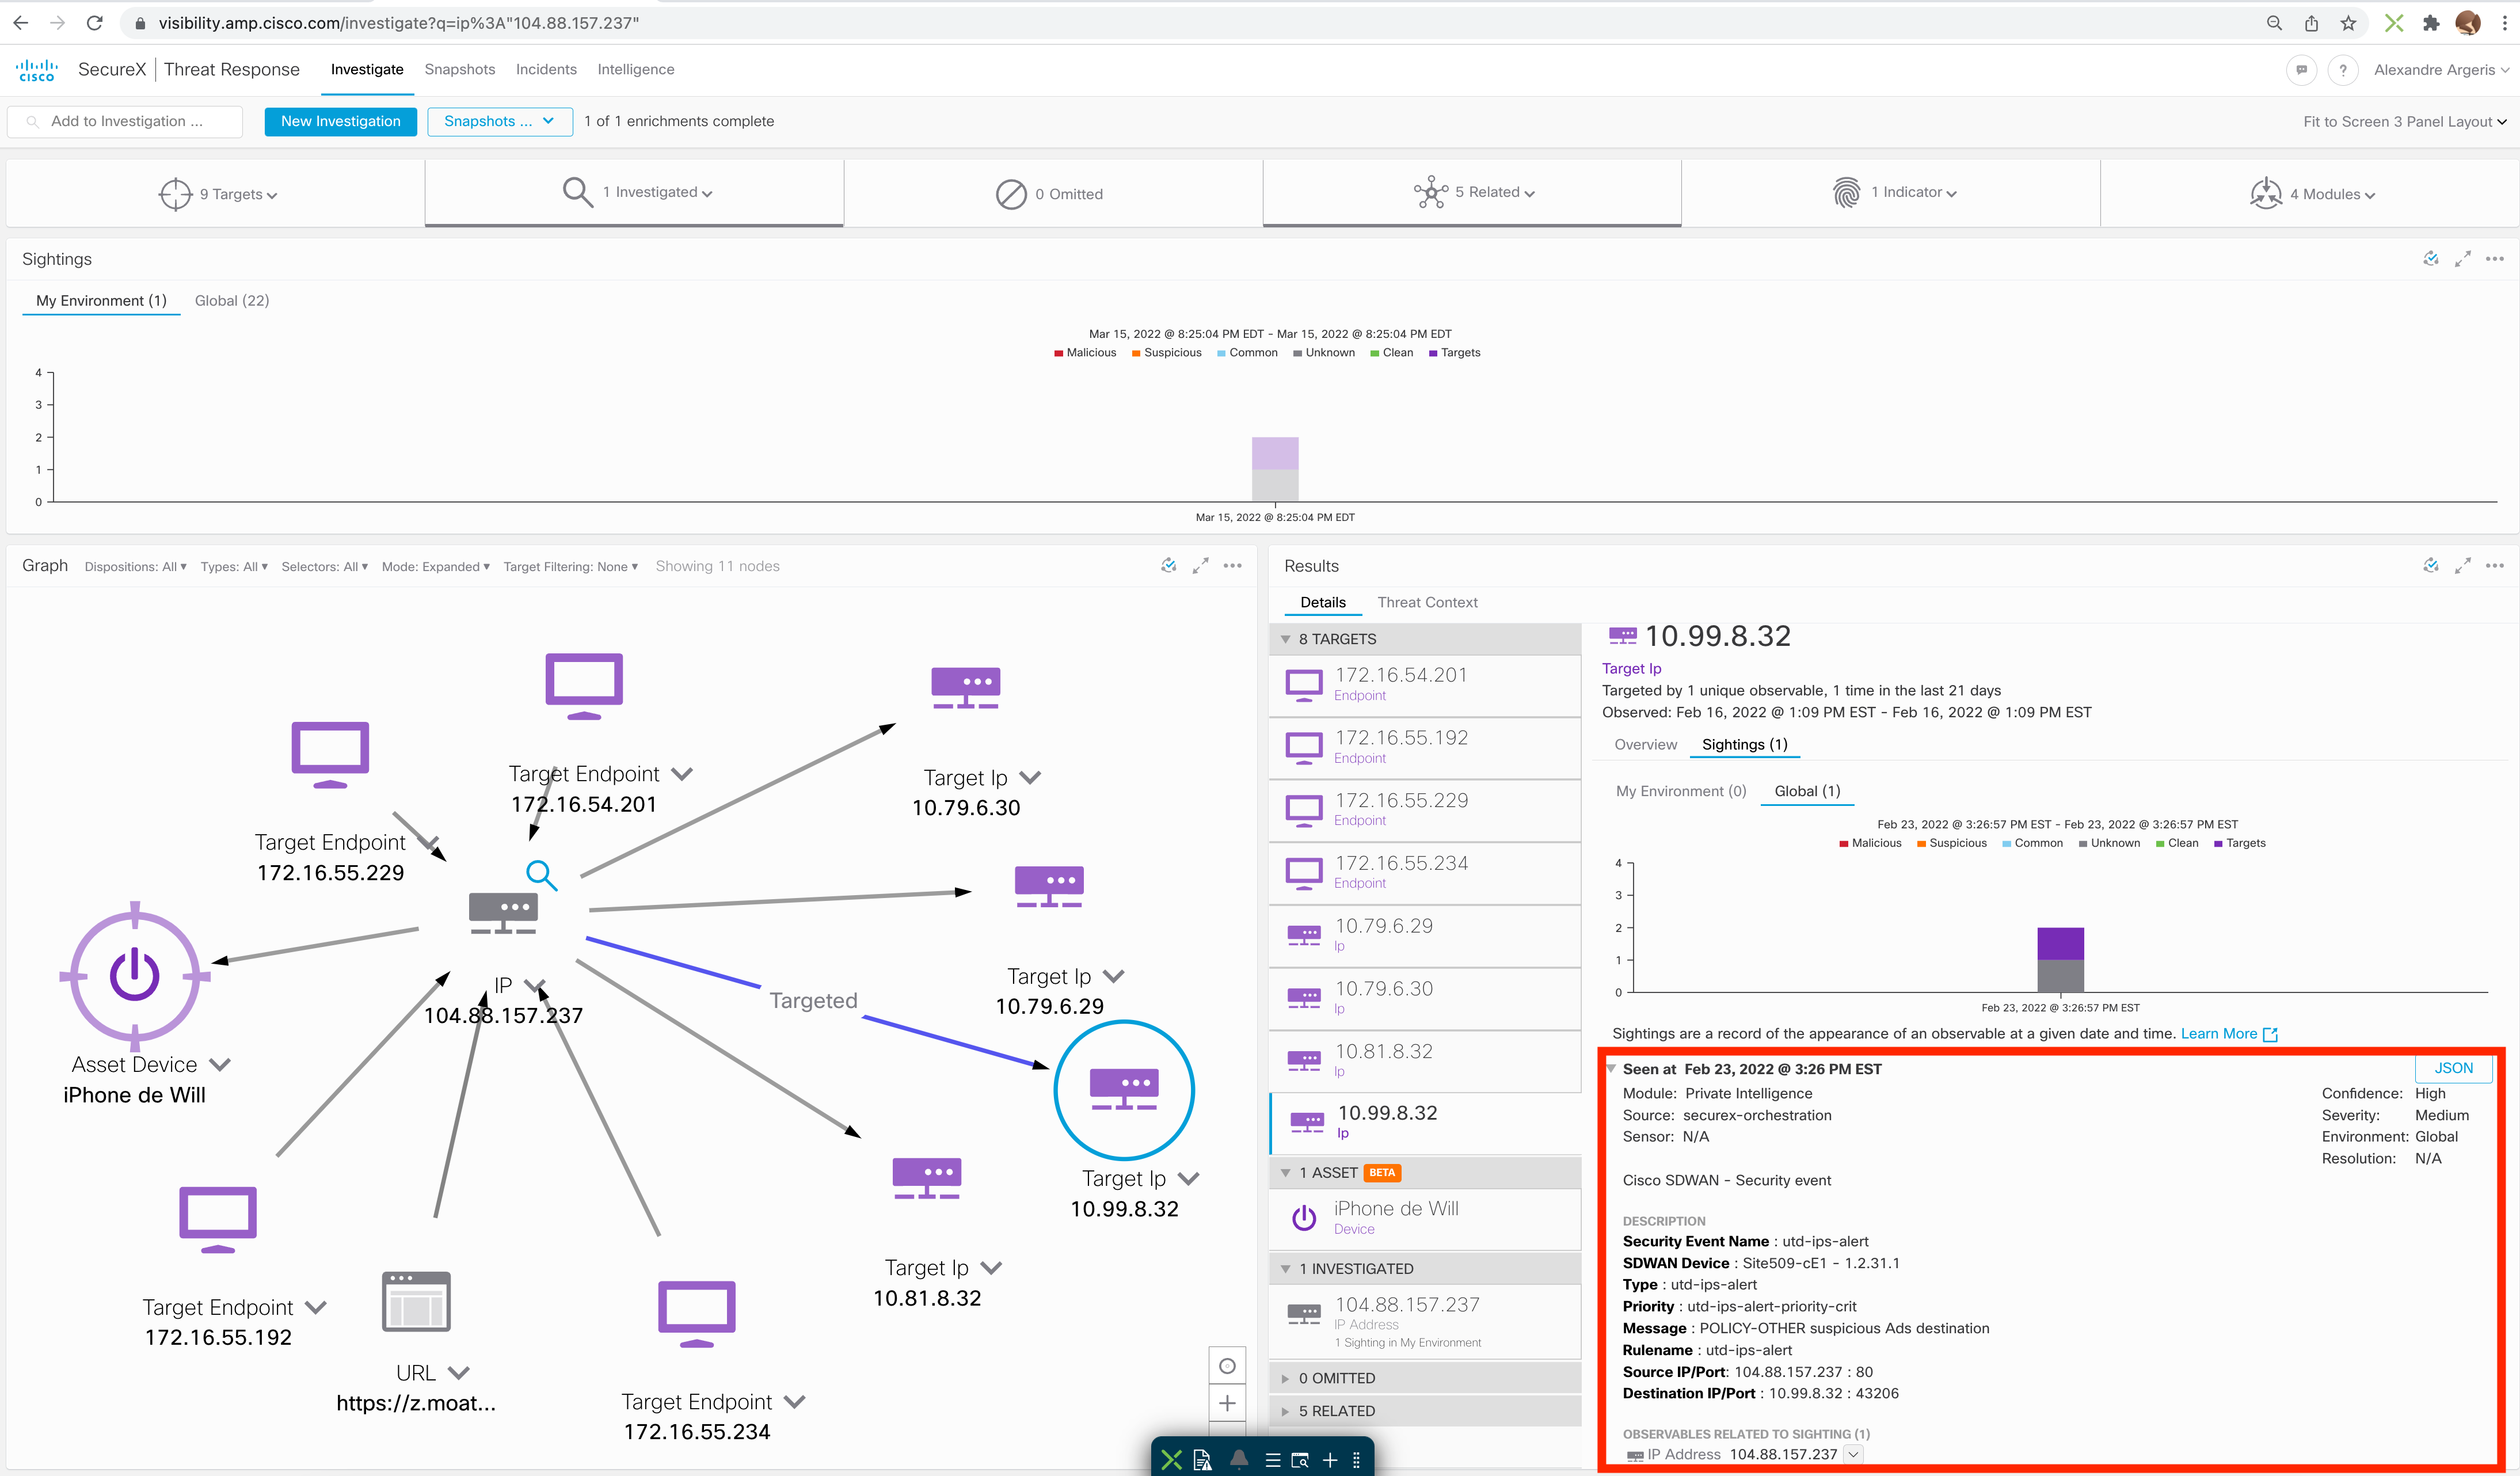 visibility.amp.cisco.com/investigate?q=ip%3A"104.88.157.237"
cisco SecureX | Threat Response Investigate Snapshots Incidents Intelligence Alexandre Argeris
Add to Investigation ... New Investigation Snapshots ... 1 of 1 enrichments complete Fit to Screen 3 Panel Layout
9 Targets 1 Investigated 0 Omitted 5 Related 1 Indicator 4 Modules
Sightings
My Environment (1) Global (22)
Mar 15, 2022 @ 8:25:04 PM EDT - Mar 15, 2022 @ 8:25:04 PM EDT
Malicious Suspicious Common Unknown Clean Targets
4
3
2
1
0
Mar 15, 2022 @ 8:25:04 PM EDT
Graph Dispositions: All Types: All Selectors: All Mode: Expanded Target Filtering: None Showing 11 nodes
Target Endpoint
172.16.54.201
Target Ip
10.79.6.30
Target Endpoint
172.16.55.229
Target Ip
10.79.6.29
IP
104.88.157.237
Targeted
Asset Device
iPhone de Will
Target Ip
10.99.8.32
Target Ip
10.81.8.32
Target Endpoint
172.16.55.192
URL
https://z.moat...
Target Endpoint
172.16.55.234
Results
Details Threat Context
8 TARGETS
172.16.54.201
Endpoint
172.16.55.192
Endpoint
172.16.55.229
Endpoint
172.16.55.234
Endpoint
10.79.6.29
Ip
10.79.6.30
Ip
10.81.8.32
Ip
10.99.8.32
Ip
1 ASSET BETA
iPhone de Will
Device
1 INVESTIGATED
104.88.157.237
IP Address
1 Sighting in My Environment
0 OMITTED
5 RELATED
10.99.8.32
Target Ip
Targeted by 1 unique observable, 1 time in the last 21 days
Observed: Feb 16, 2022 @ 1:09 PM EST - Feb 16, 2022 @ 1:09 PM EST
Overview Sightings (1)
My Environment (0) Global (1)
Feb 23, 2022 @ 3:26:57 PM EST - Feb 23, 2022 @ 3:26:57 PM EST
Malicious Suspicious Common Unknown Clean Targets
4
3
2
1
0
Feb 23, 2022 @ 3:26:57 PM EST
Sightings are a record of the appearance of an observable at a given date and time. Learn More
Seen at Feb 23, 2022 @ 3:26 PM EST JSON
Module: Private Intelligence Confidence: High
Source: securex-orchestration Severity: Medium
Sensor: N/A Environment: Global
Resolution: N/A
Cisco SDWAN - Security event
DESCRIPTION
Security Event Name : utd-ips-alert
SDWAN Device : Site509-cE1 - 1.2.31.1
Type : utd-ips-alert
Priority : utd-ips-alert-priority-crit
Message : POLICY-OTHER suspicious Ads destination
Rulename : utd-ips-alert
Source IP/Port: 104.88.157.237 : 80
Destination IP/Port : 10.99.8.32 : 43206
OBSERVABLES RELATED TO SIGHTING (1)
IP Address 104.88.157.237